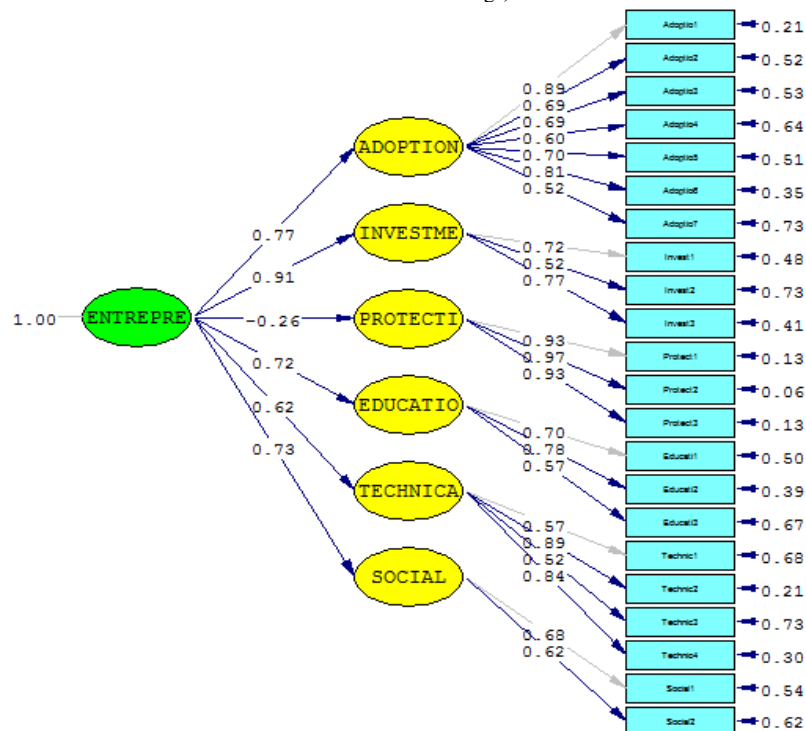 Adoptio1 0.21
Adoptio2 0.52
Adoptio3 0.53
Adoptio4 0.64
Adoptio5 0.51
Adoptio6 0.35
Adoptio7 0.73
Invest1 0.48
Invest2 0.73
Invest3 0.41
Protect1 0.13
Protect2 0.06
Protect3 0.13
Educati1 0.50
Educati2 0.39
Educati3 0.67
Technic1 0.68
Technic2 0.21
Technic3 0.73
Technic4 0.30
Social1 0.54
Social2 0.62
0.89
0.69
0.69
0.60
0.70
0.81
0.52
0.72
0.52
0.77
0.93
0.97
0.93
0.70
0.78
0.57
0.57
0.89
0.52
0.84
0.68
0.62
ADOPTION
INVESTME
PROTECTI
EDUCATIO
TECHNICA
SOCIAL
0.77
0.91
-0.26
0.72
0.62
0.73
1.00 ENTREPRE